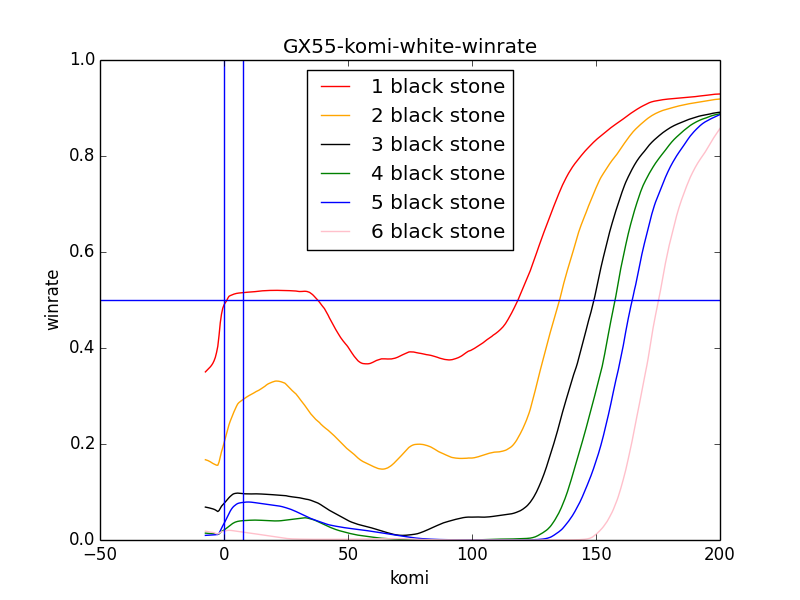 GX55-komi-white-winrate
1 black stone
2 black stone
3 black stone
4 black stone
5 black stone
6 black stone
winrate
1.0
0.8
0.6
0.4
0.2
0.0
−50
0
50
100
150
200
komi